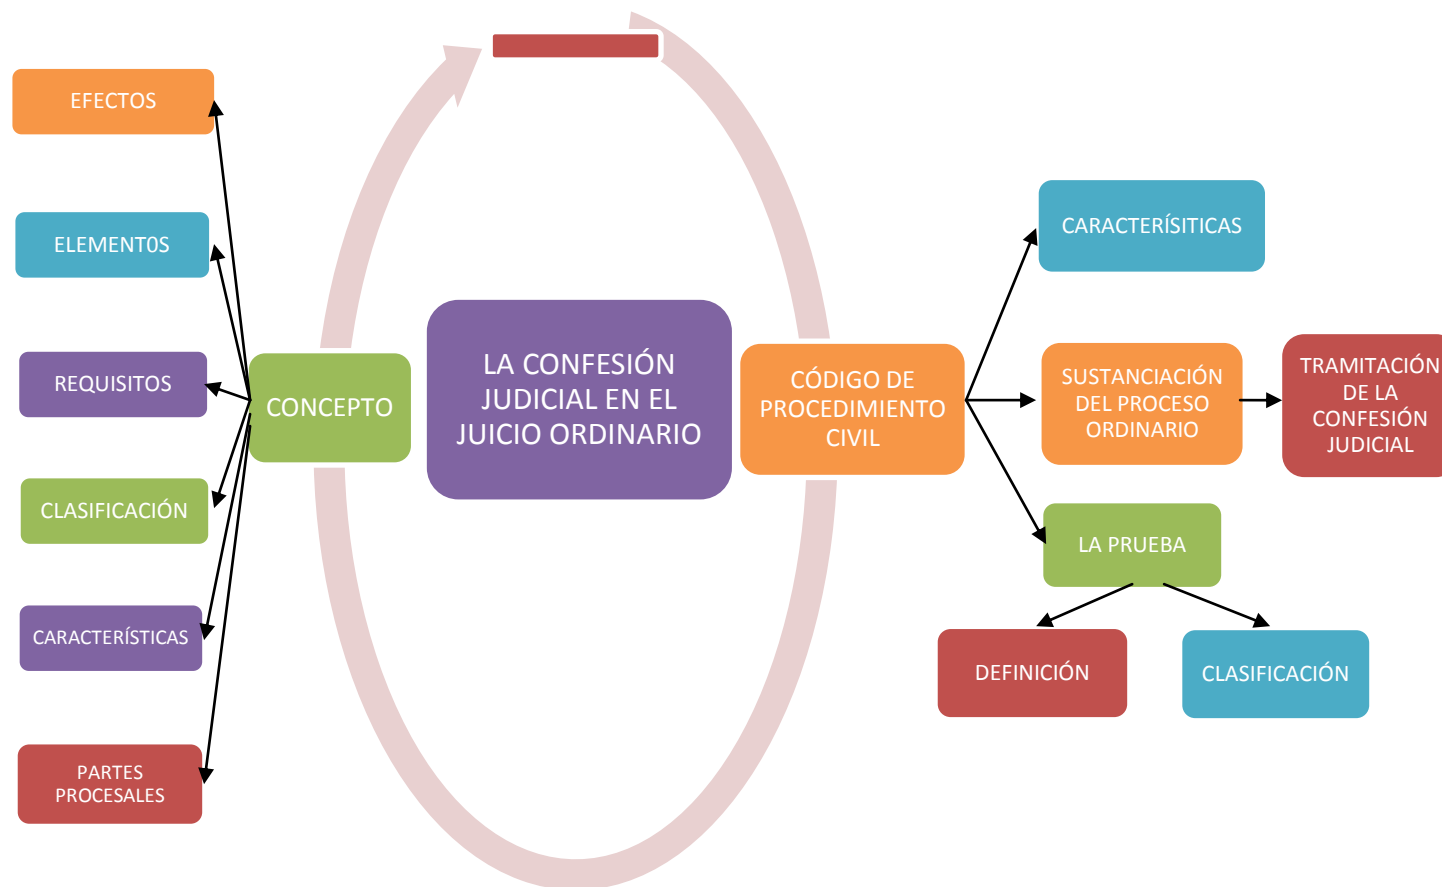 EFECTOS
ELEMENT0S
REQUISITOS
CLASIFICACIÓN
CARACTERÍSTICAS
PARTES
PROCESALES
CONCEPTO
LA CONFESIÓN
JUDICIAL EN EL
JUICIO ORDINARIO
CÓDIGO DE
PROCEDIMIENTO
CIVIL
CARACTERÍSITICAS
SUSTANCIACIÓN
DEL PROCESO
ORDINARIO
TRAMITACIÓN
DE LA
CONFESIÓN
JUDICIAL
LA PRUEBA
DEFINICIÓN
CLASIFICACIÓN